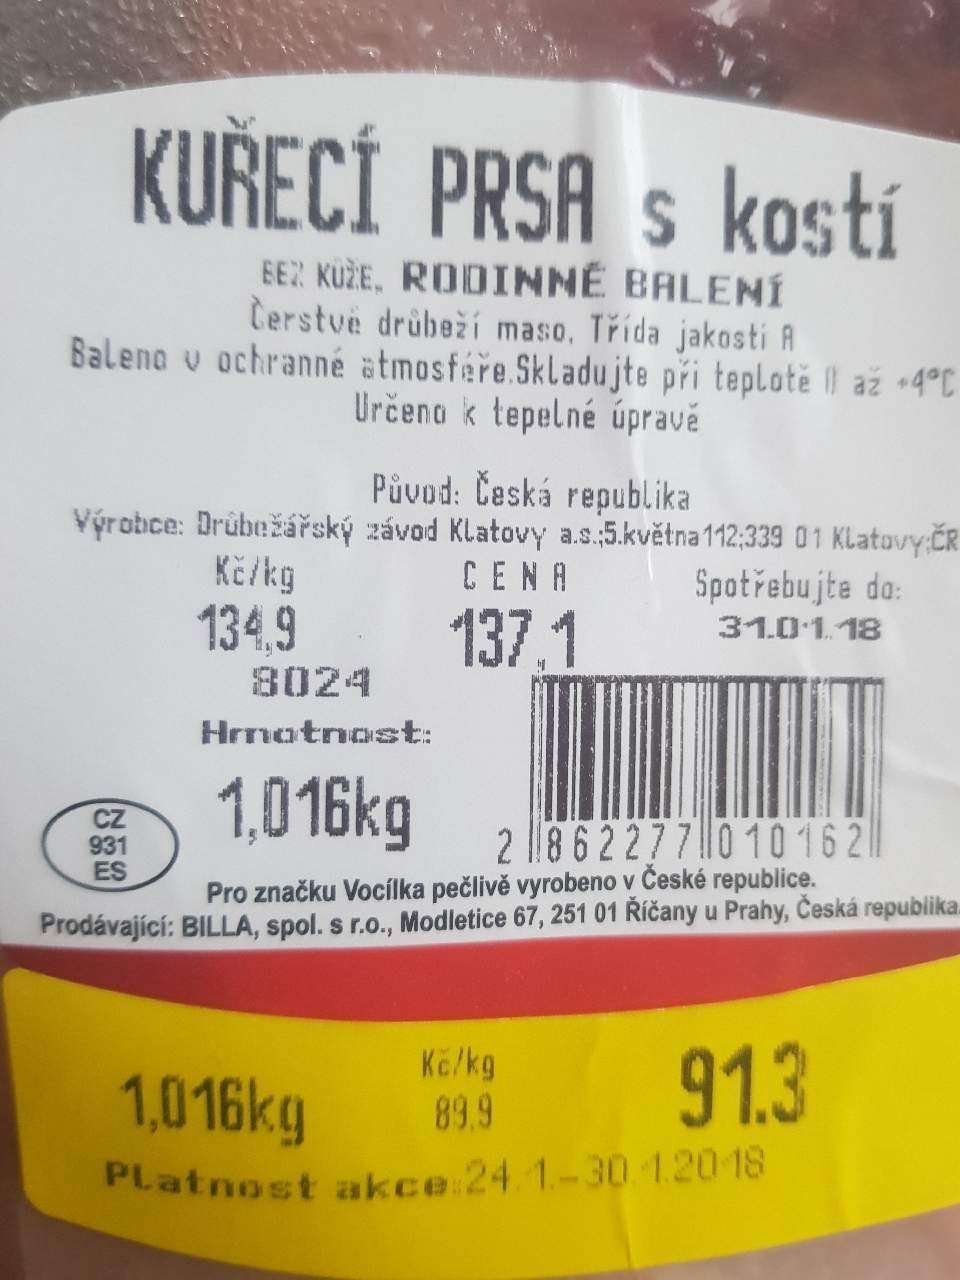 KUŘECÍ PRSA s kostí
BEZ KŮŽE, RODINNÉ BALENÍ
Čerstvé drůbeží maso, Třída jakosti A
Baleno v ochranné atmosféře.Skladujte při teplotě 0 až +4°C
Určeno k tepelné úpravě
Původ: Česká republika
Výrobce: Drůbežářský závod Klatovy a.s.;5.května112;339 01 Klatovy;ČR
Kč/kg CENA Spotřebujte do:
134,9 137,1 31.01.18
8024
Hmotnost:
1,016kg
2 862277 010162
CZ
931
ES
Pro značku Vocílka pečlivě vyrobeno v České republice.
Prodávající: BILLA, spol. s r.o., Modletice 67, 251 01 Říčany u Prahy, Česká republika.
Kč/kg
1,016kg 89,9 91.3
Platnost akce:24.1.-30.1.2018